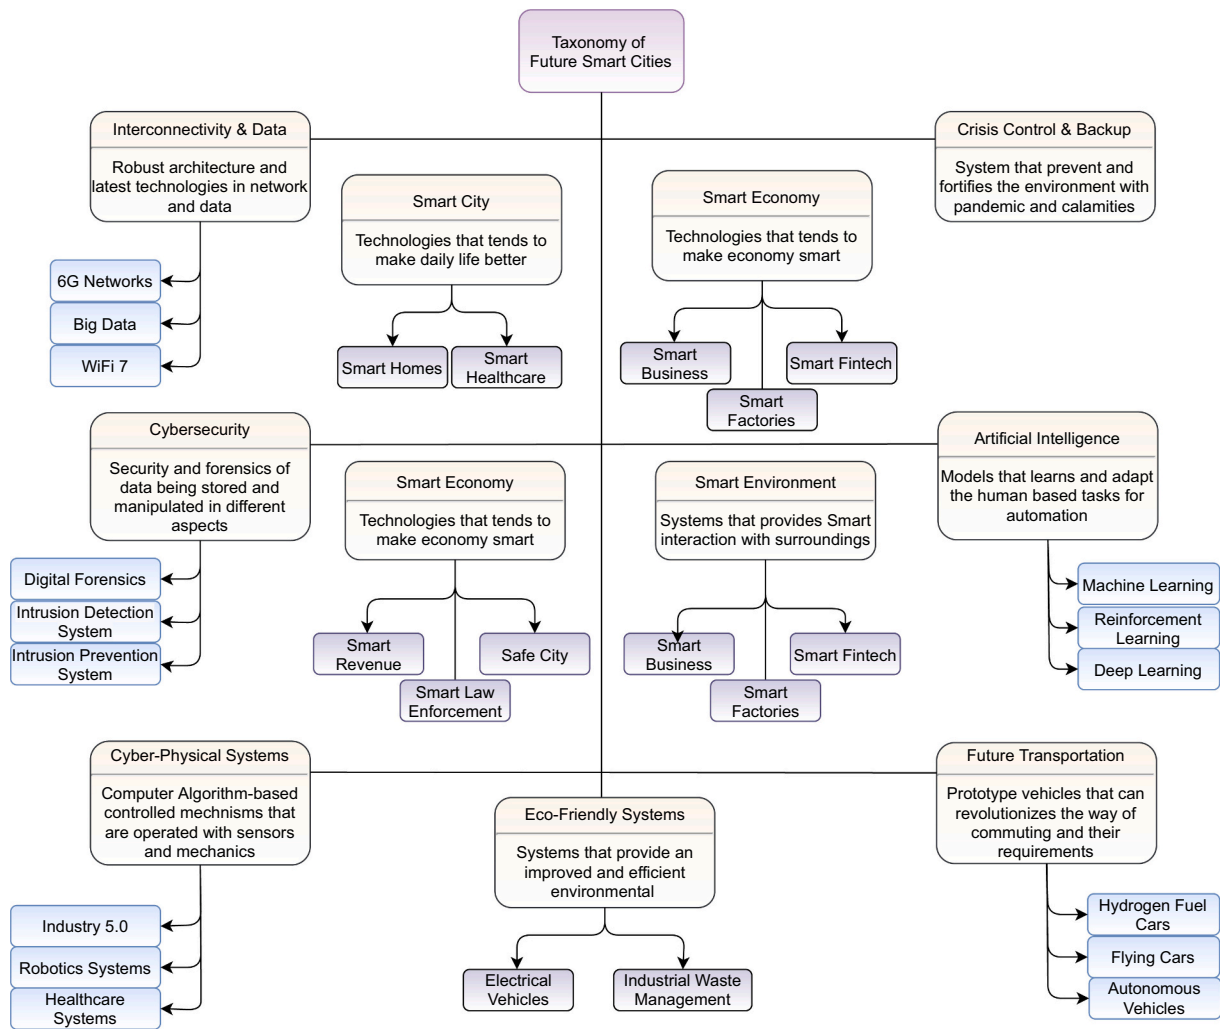 Taxonomy of
Future Smart Cities
Interconnectivity & Data
Robust architecture and
latest technologies in network
and data
6G Networks
Big Data
WiFi 7
Smart City
Technologies that tends to
make daily life better
Smart Homes
Smart
Healthcare
Smart Economy
Technologies that tends to
make economy smart
Smart
Business
Smart
Factories
Smart Fintech
Crisis Control & Backup
System that prevent and
fortifies the environment with
pandemic and calamities
Cybersecurity
Security and forensics of
data being stored and
manipulated in different
aspects
Digital Forensics
Intrusion Detection
System
Intrusion Prevention
System
Smart Economy
Technologies that tends to
make economy smart
Smart
Revenue
Smart Law
Enforcement
Safe City
Smart Environment
Systems that provides Smart
interaction with surroundings
Smart
Business
Smart
Factories
Smart Fintech
Artificial Intelligence
Models that learns and adapt
the human based tasks for
automation
Machine Learning
Reinforcement
Learning
Deep Learning
Cyber-Physical Systems
Computer Algorithm-based
controlled mechnisms that
are operated with sensors
and mechanics
Industry 5.0
Robotics Systems
Healthcare
Systems
Eco-Friendly Systems
Systems that provide an
improved and efficient
environmental
Electrical
Vehicles
Industrial Waste
Management
Future Transportation
Prototype vehicles that can
revolutionizes the way of
commuting and their
requirements
Hydrogen Fuel
Cars
Flying Cars
Autonomous
Vehicles